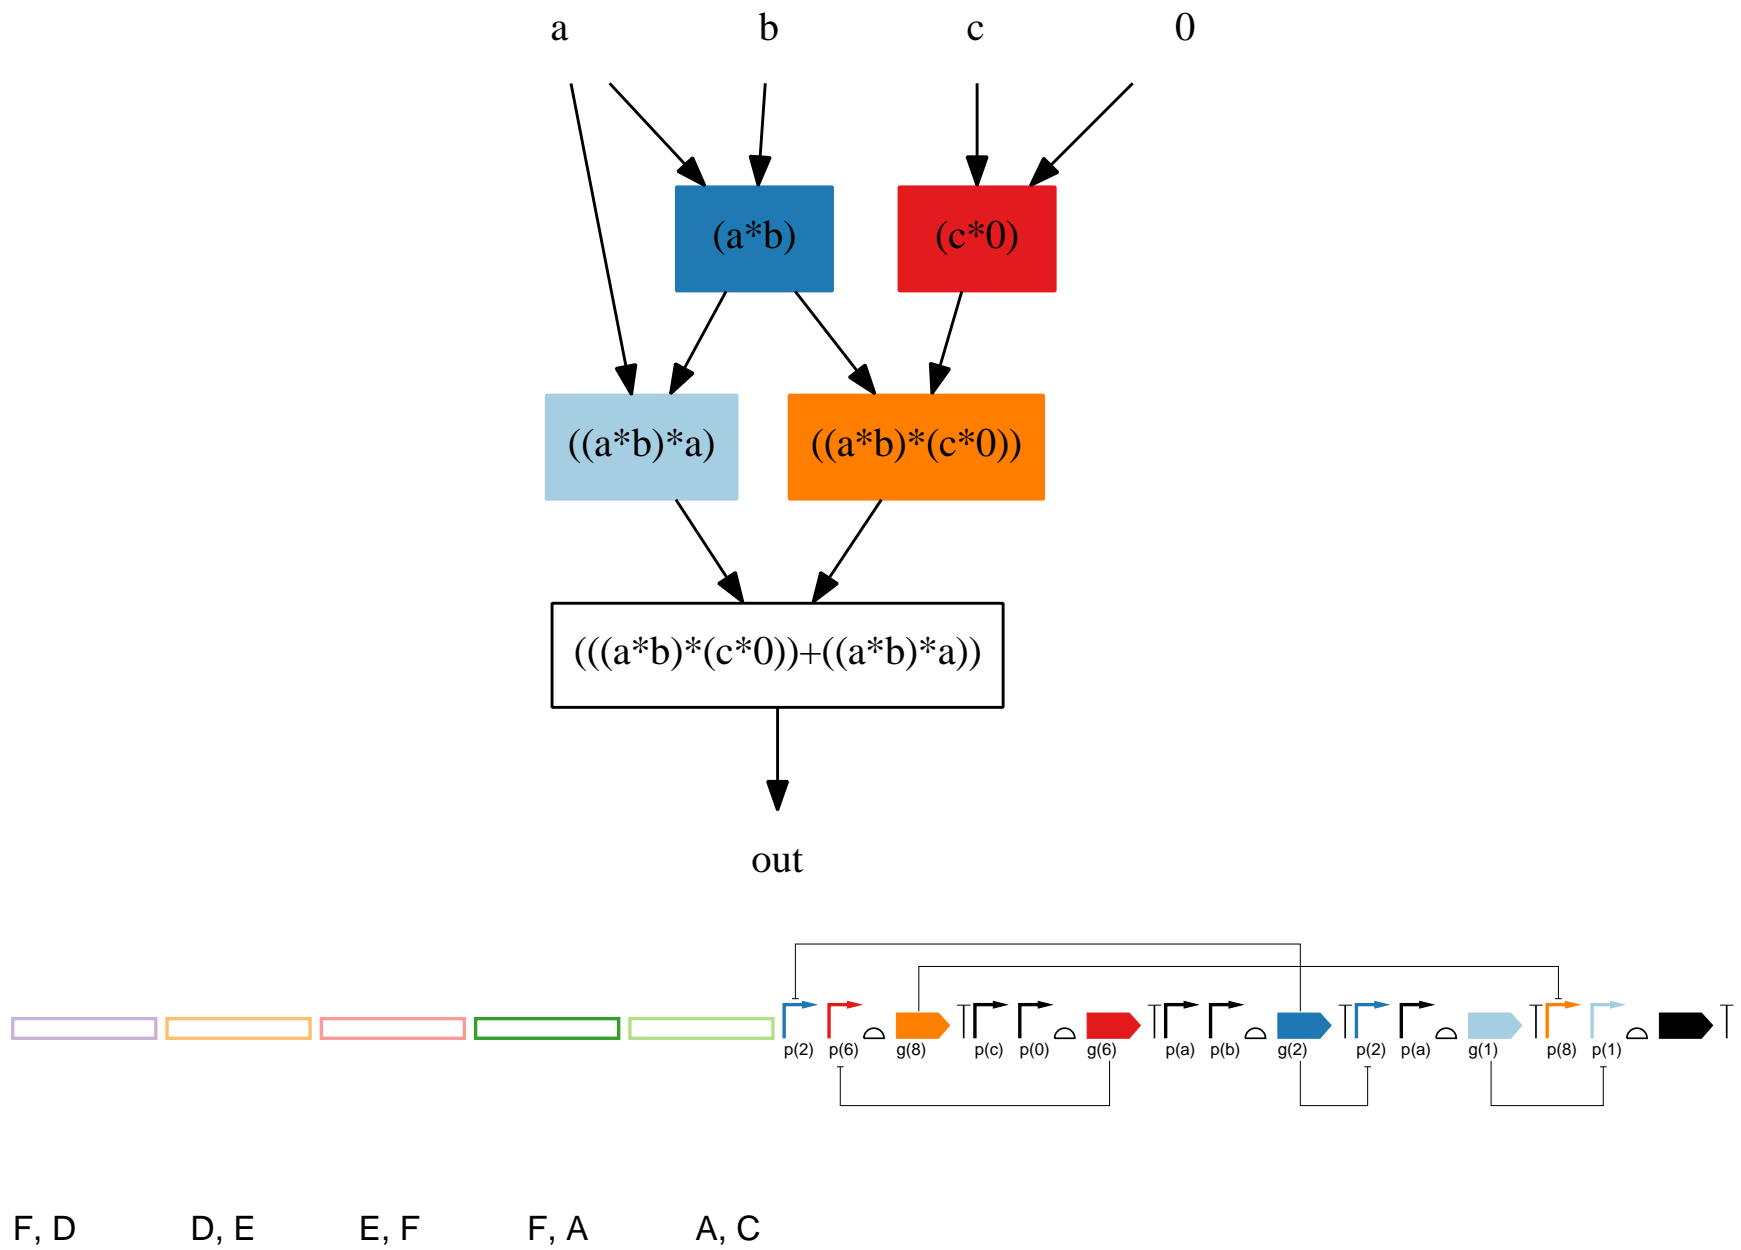 a b c 0
(a*b) (c*0)
((a*b)*a) ((a*b)*(c*0))
(((a*b)*(c*0))+((a*b)*a))
out
p(2) p(6) g(8) p(c) p(0) g(6) p(a) p(b) g(2) p(2) p(a) g(1) p(8) p(1)
F, D D, E E, F F, A A, C